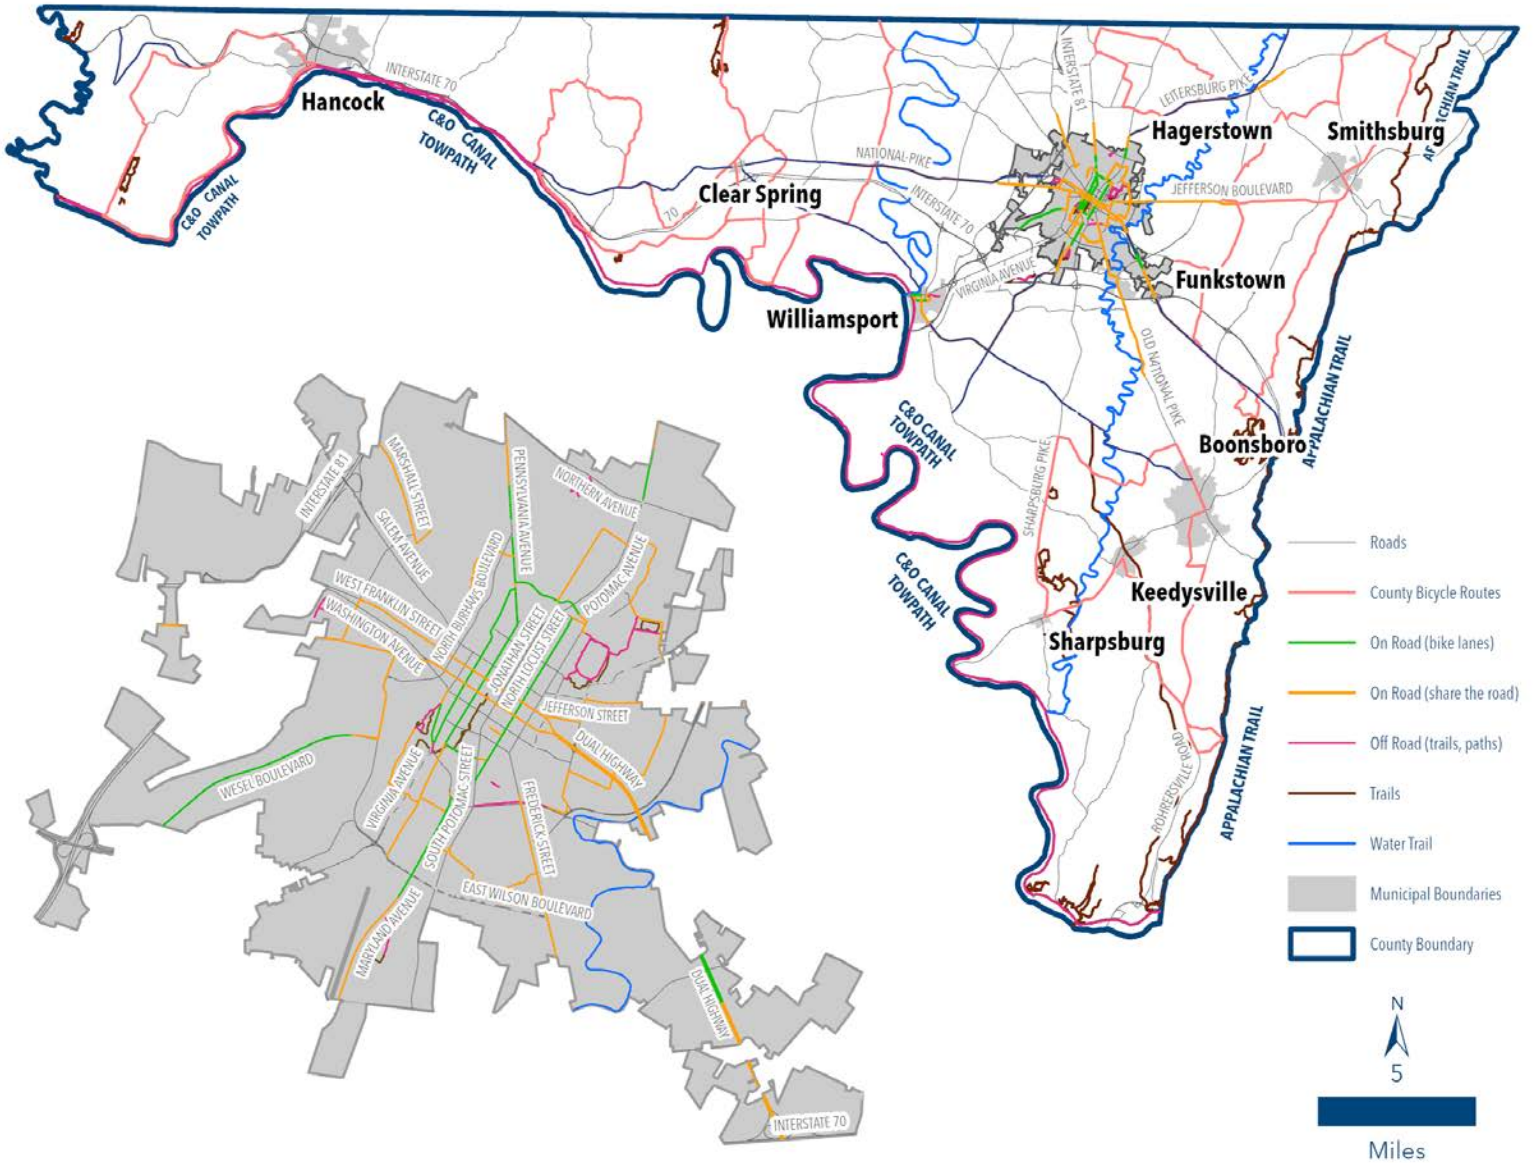 INTERSTATE 70
Hancock
C&O CANAL
TOWPATH
C&O CANAL
TOWPATH
NATIONAL PIKE
Clear Spring
70
INTERSTATE 70
INTERSTATE 81
LEITERSBURG PIKE
Hagerstown
Smithsburg
APPALACHIAN TRAIL
JEFFERSON BOULEVARD
VIRGINIA AVENUE
Funkstown
Williamsport
OLD NATIONAL PIKE
APPALACHIAN TRAIL
C&O CANAL
TOWPATH
Boonsboro
SHARPSBURG PIKE
C&O CANAL
TOWPATH
Keedysville
Sharpsburg
ROHRERSVILLE ROAD
APPALACHIAN TRAIL
INTERSTATE 81
MARSHALL STREET
SALEM AVENUE
PENNSYLVANIA AVENUE
NORTHERN AVENUE
WEST FRANKLIN STREET
WASHINGTON AVENUE
NORTH BURHANS BOULEVARD
POTOMAC AVENUE
JONATHAN STREET
NORTH LOCUST STREET
JEFFERSON STREET
DUAL HIGHWAY
WESEL BOULEVARD
VIRGINIA AVENUE
SOUTH POTOMAC STREET
FREDERICK STREET
EAST WILSON BOULEVARD
MARYLAND AVENUE
DUAL HIGHWAY
INTERSTATE 70
Roads
County Bicycle Routes
On Road (bike lanes)
On Road (share the road)
Off Road (trails, paths)
Trails
Water Trail
Municipal Boundaries
County Boundary
N
5
Miles